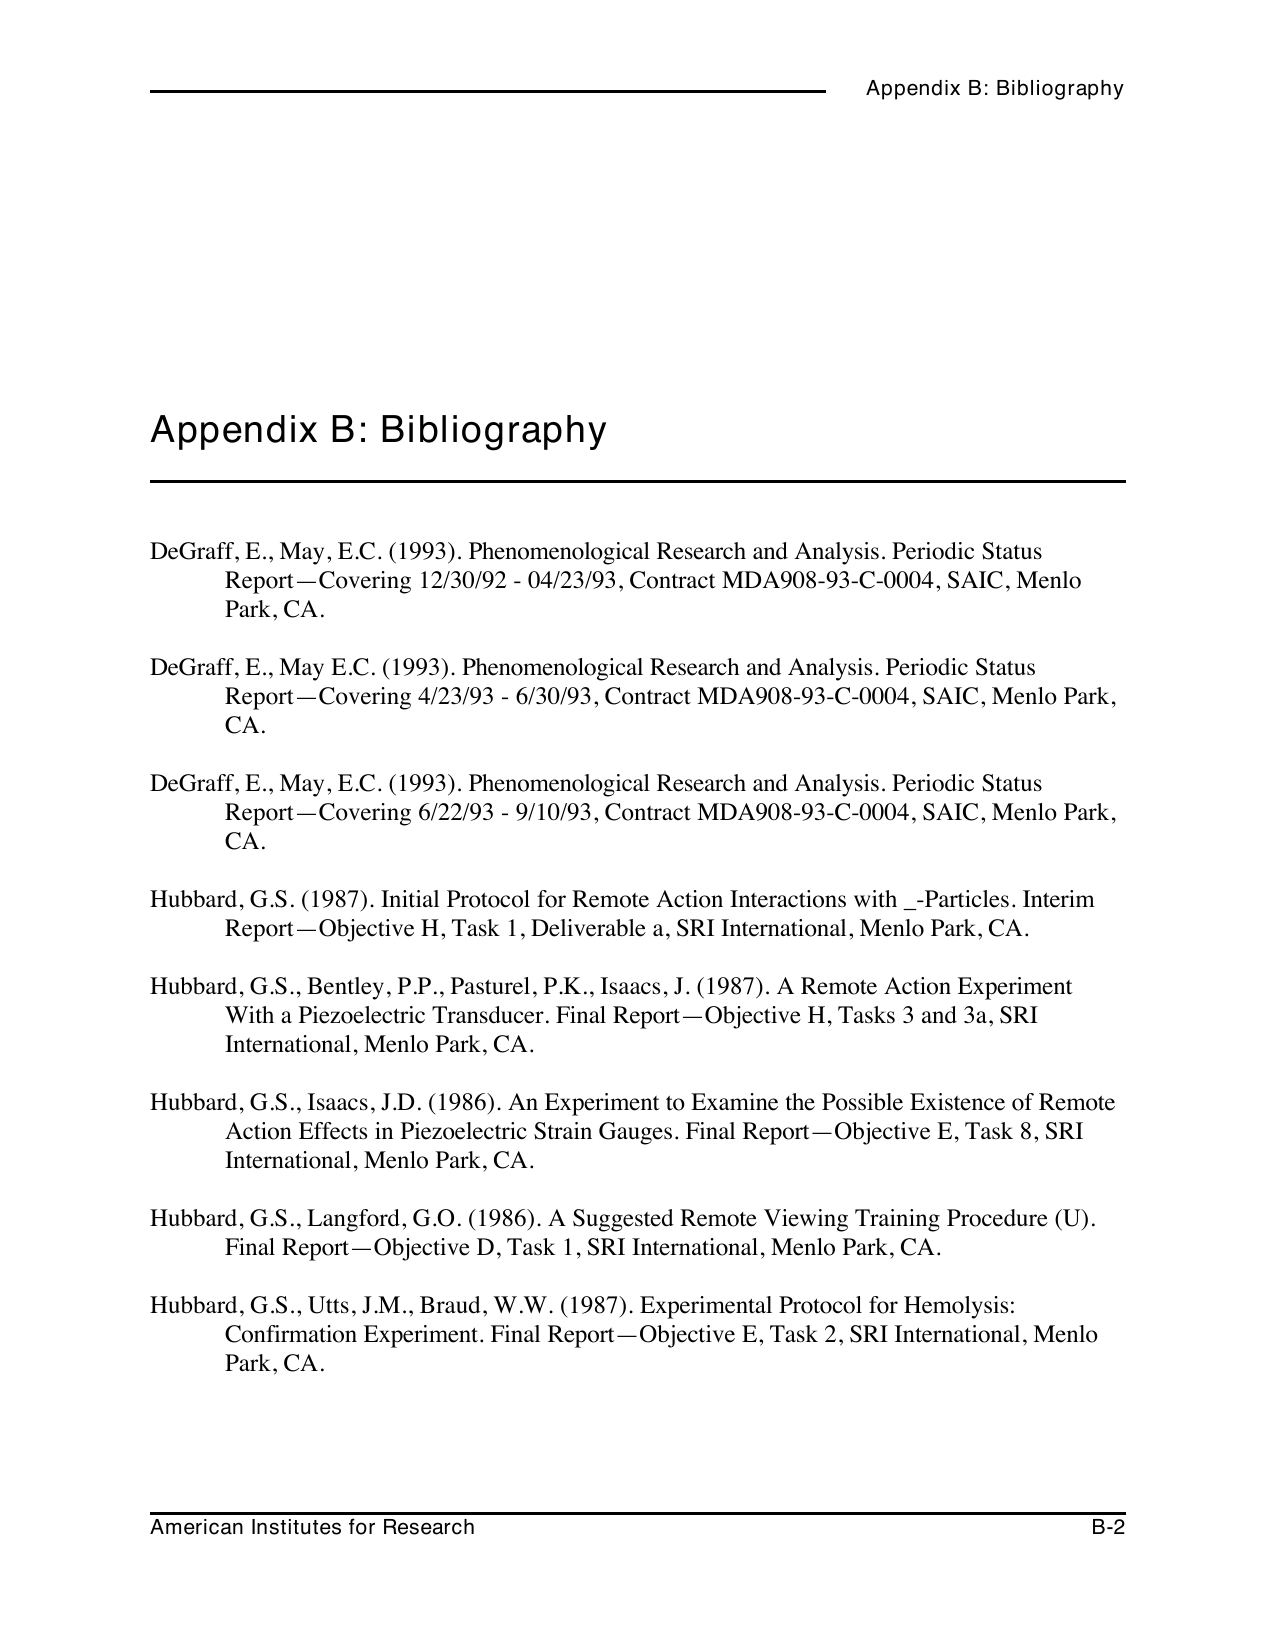 Appendix B: Bibliography
Appendix B: Bibliography
DeGraff, E., May, E.C. (1993). Phenomenological Research and Analysis. Periodic Status
Report—Covering 12/30/92 - 04/23/93, Contract MDA908-93-C-0004, SAIC, Menlo
Park, CA.
DeGraff, E., May E.C. (1993). Phenomenological Research and Analysis. Periodic Status
Report—Covering 4/23/93 - 6/30/93, Contract MDA908-93-C-0004, SAIC, Menlo Park,
CA.
DeGraff, E., May, E.C. (1993). Phenomenological Research and Analysis. Periodic Status
Report—Covering 6/22/93 - 9/10/93, Contract MDA908-93-C-0004, SAIC, Menlo Park,
CA.
Hubbard, G.S. (1987). Initial Protocol for Remote Action Interactions with _-Particles. Interim
Report—Objective H, Task 1, Deliverable a, SRI International, Menlo Park, CA.
Hubbard, G.S., Bentley, P.P., Pasturel, P.K., Isaacs, J. (1987). A Remote Action Experiment
With a Piezoelectric Transducer. Final Report—Objective H, Tasks 3 and 3a, SRI
International, Menlo Park, CA.
Hubbard, G.S., Isaacs, J.D. (1986). An Experiment to Examine the Possible Existence of Remote
Action Effects in Piezoelectric Strain Gauges. Final Report—Objective E, Task 8, SRI
International, Menlo Park, CA.
Hubbard, G.S., Langford, G.O. (1986). A Suggested Remote Viewing Training Procedure (U).
Final Report—Objective D, Task 1, SRI International, Menlo Park, CA.
Hubbard, G.S., Utts, J.M., Braud, W.W. (1987). Experimental Protocol for Hemolysis:
Confirmation Experiment. Final Report—Objective E, Task 2, SRI International, Menlo
Park, CA.
American Institutes for Research B-2